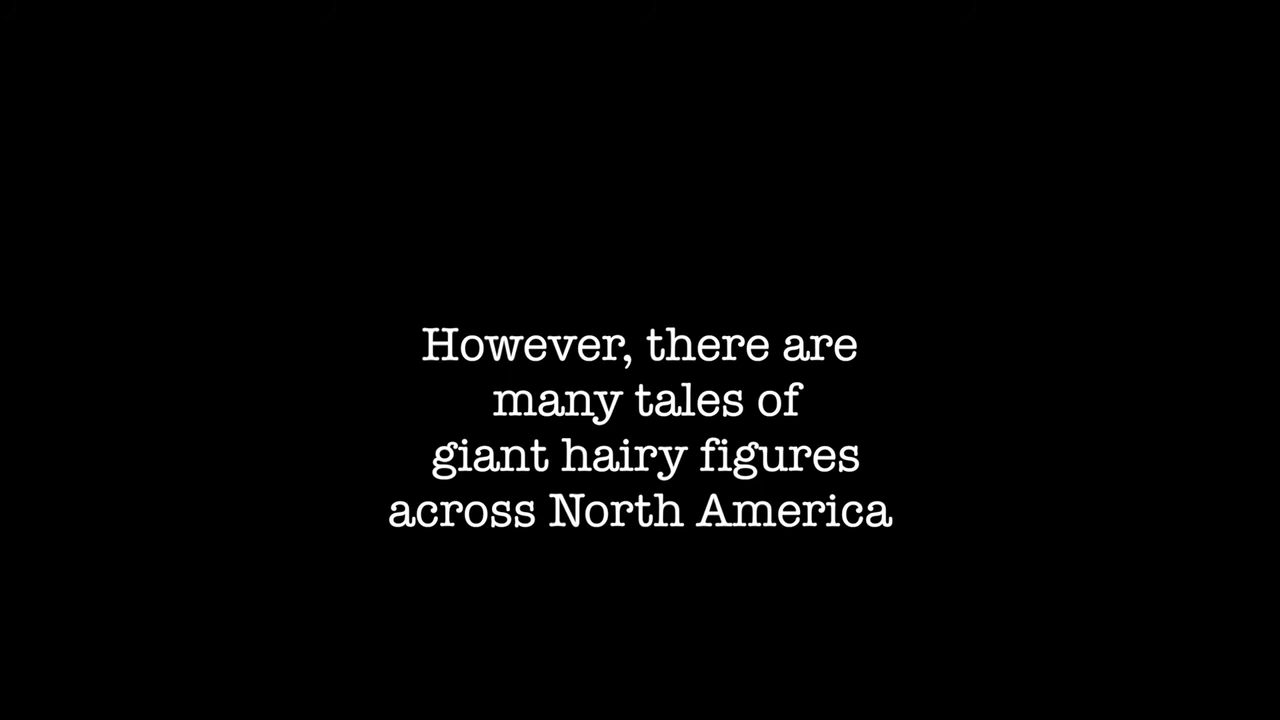 However, there are
many tales of
giant hairy figures
across North America